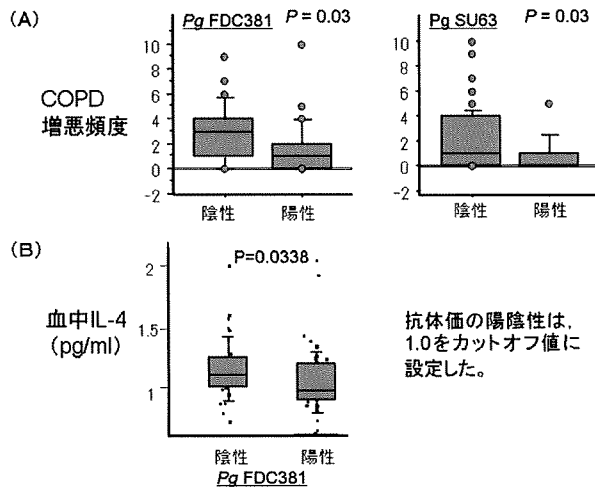 (A)
Pg FDC381 P = 0.03
Pg SU63 P = 0.03
COPD
増悪頻度
10
8
6
4
2
0
-2
陰性 陽性
10
8
6
4
2
0
-2
陰性 陽性
(B)
P=0.0338
血中IL-4
(pg/ml)
2
1.5
1
陰性 陽性
Pg FDC381
抗体価の陽陰性は,
1.0をカットオフ値に
設定した。